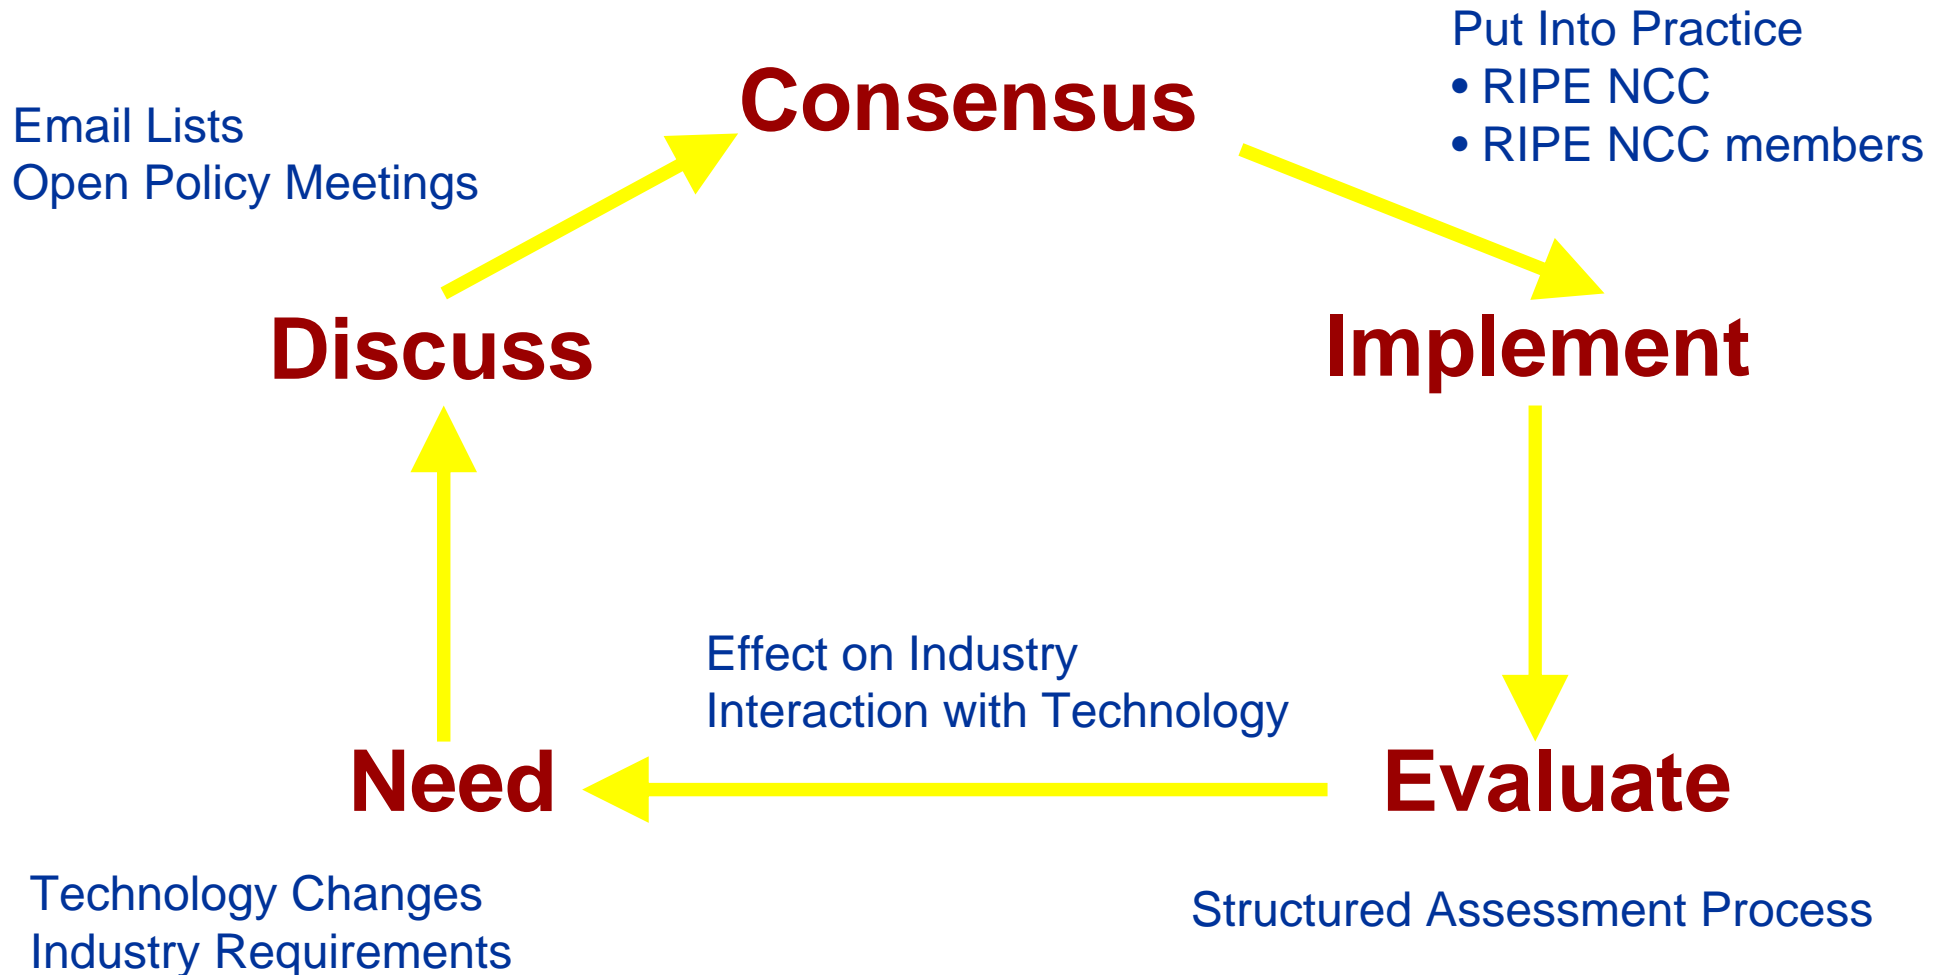 Put Into Practice
• RIPE NCC
• RIPE NCC members
Consensus
Email Lists
Open Policy Meetings
Discuss
Implement
Effect on Industry
Interaction with Technology
Need
Evaluate
Technology Changes
Industry Requirements
Structured Assessment Process